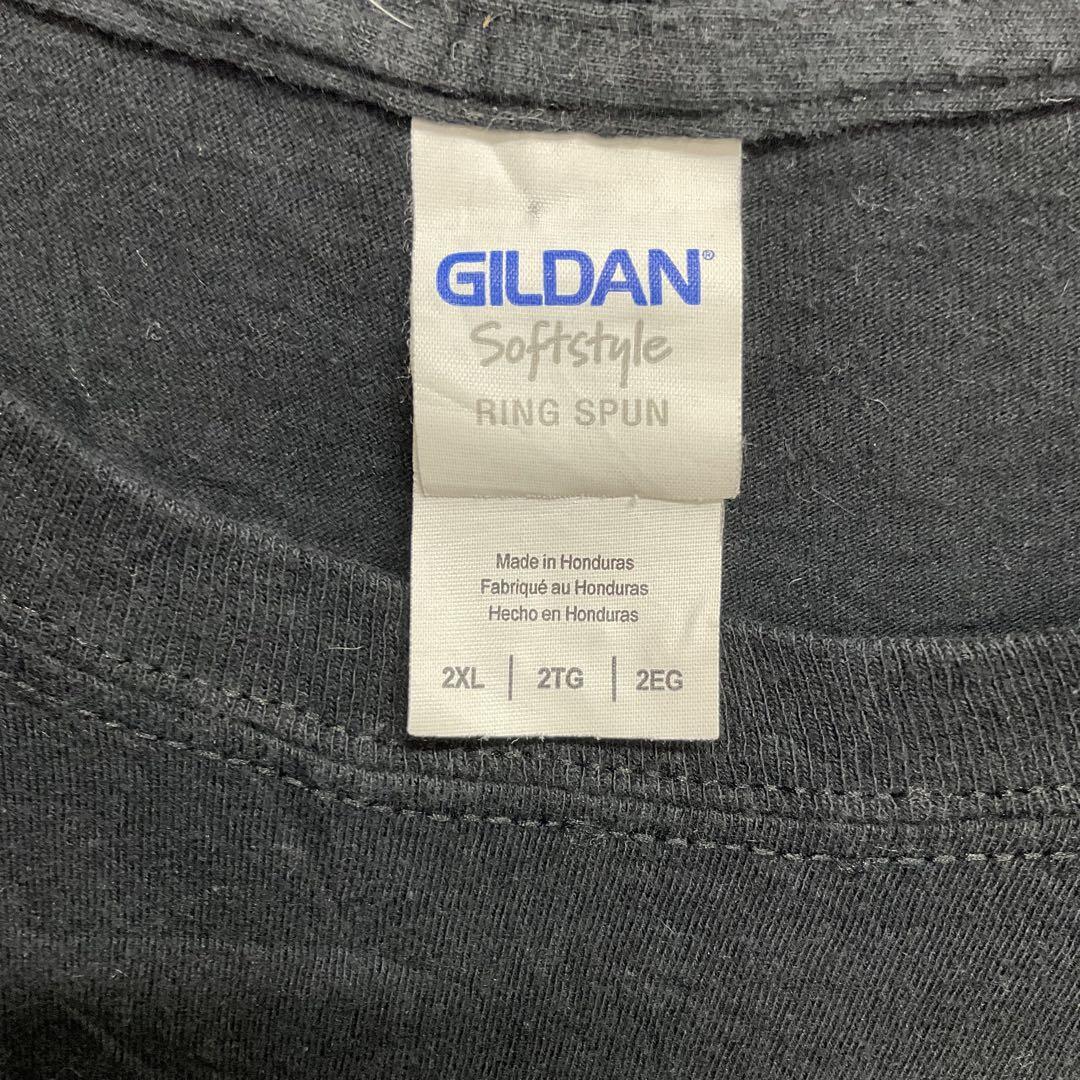 GILDAN®
Softstyle
RING SPUN
Made in Honduras
Fabriqué au Honduras
Hecho en Honduras
2XL | 2TG | 2EG